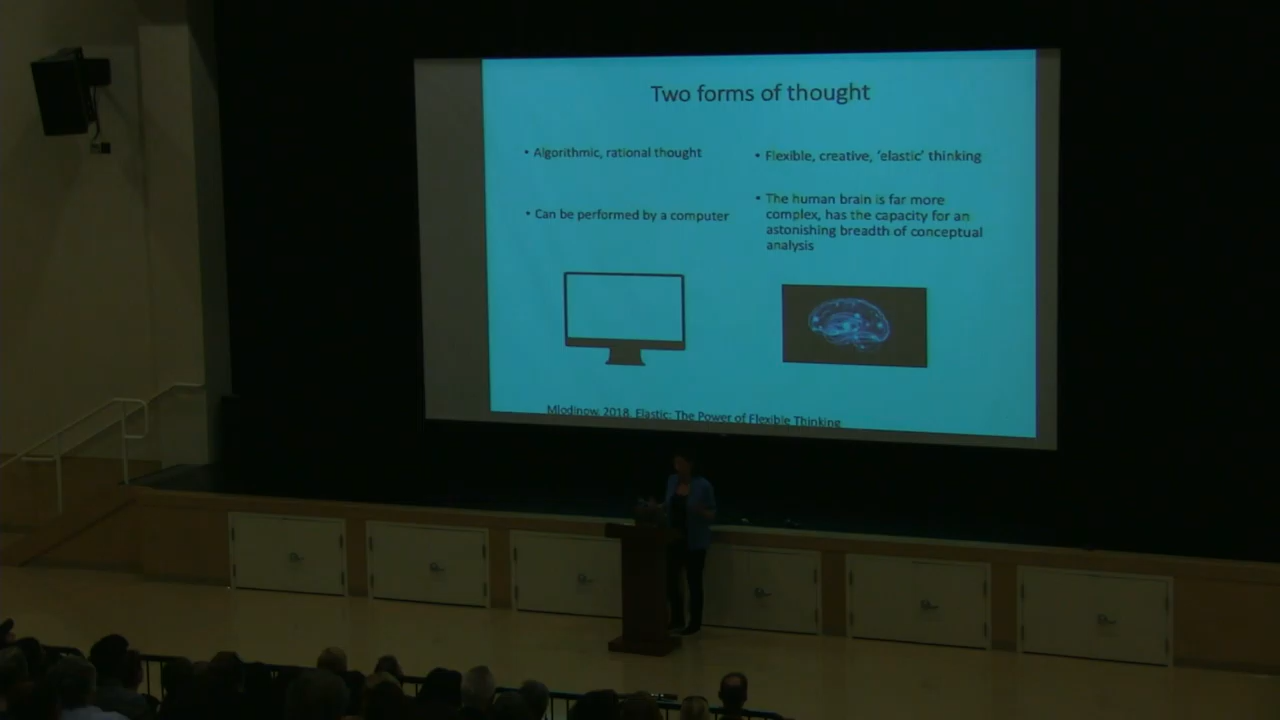 Two forms of thought
• Algorithmic, rational thought
• Can be performed by a computer
• Flexible, creative, 'elastic' thinking
• The human brain is far more
complex, has the capacity for an
astonishing breadth of conceptual
analysis
Mlodinow, 2018, Elastic: The Power of Flexible Thinking